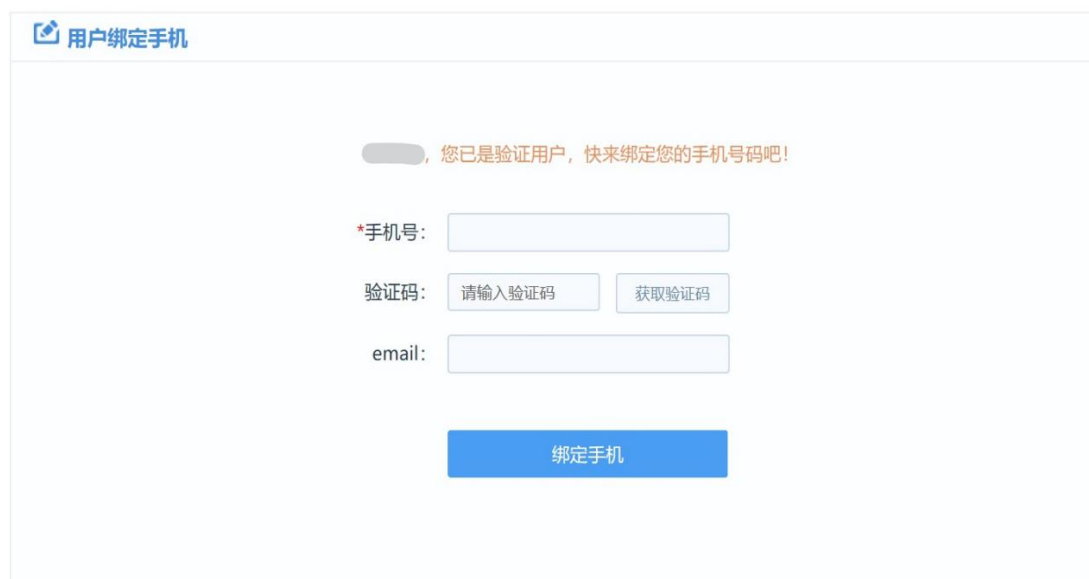 用户绑定手机
，您已是验证用户，快来绑定您的手机号码吧！
*手机号：
验证码： 请输入验证码 获取验证码
email：
绑定手机